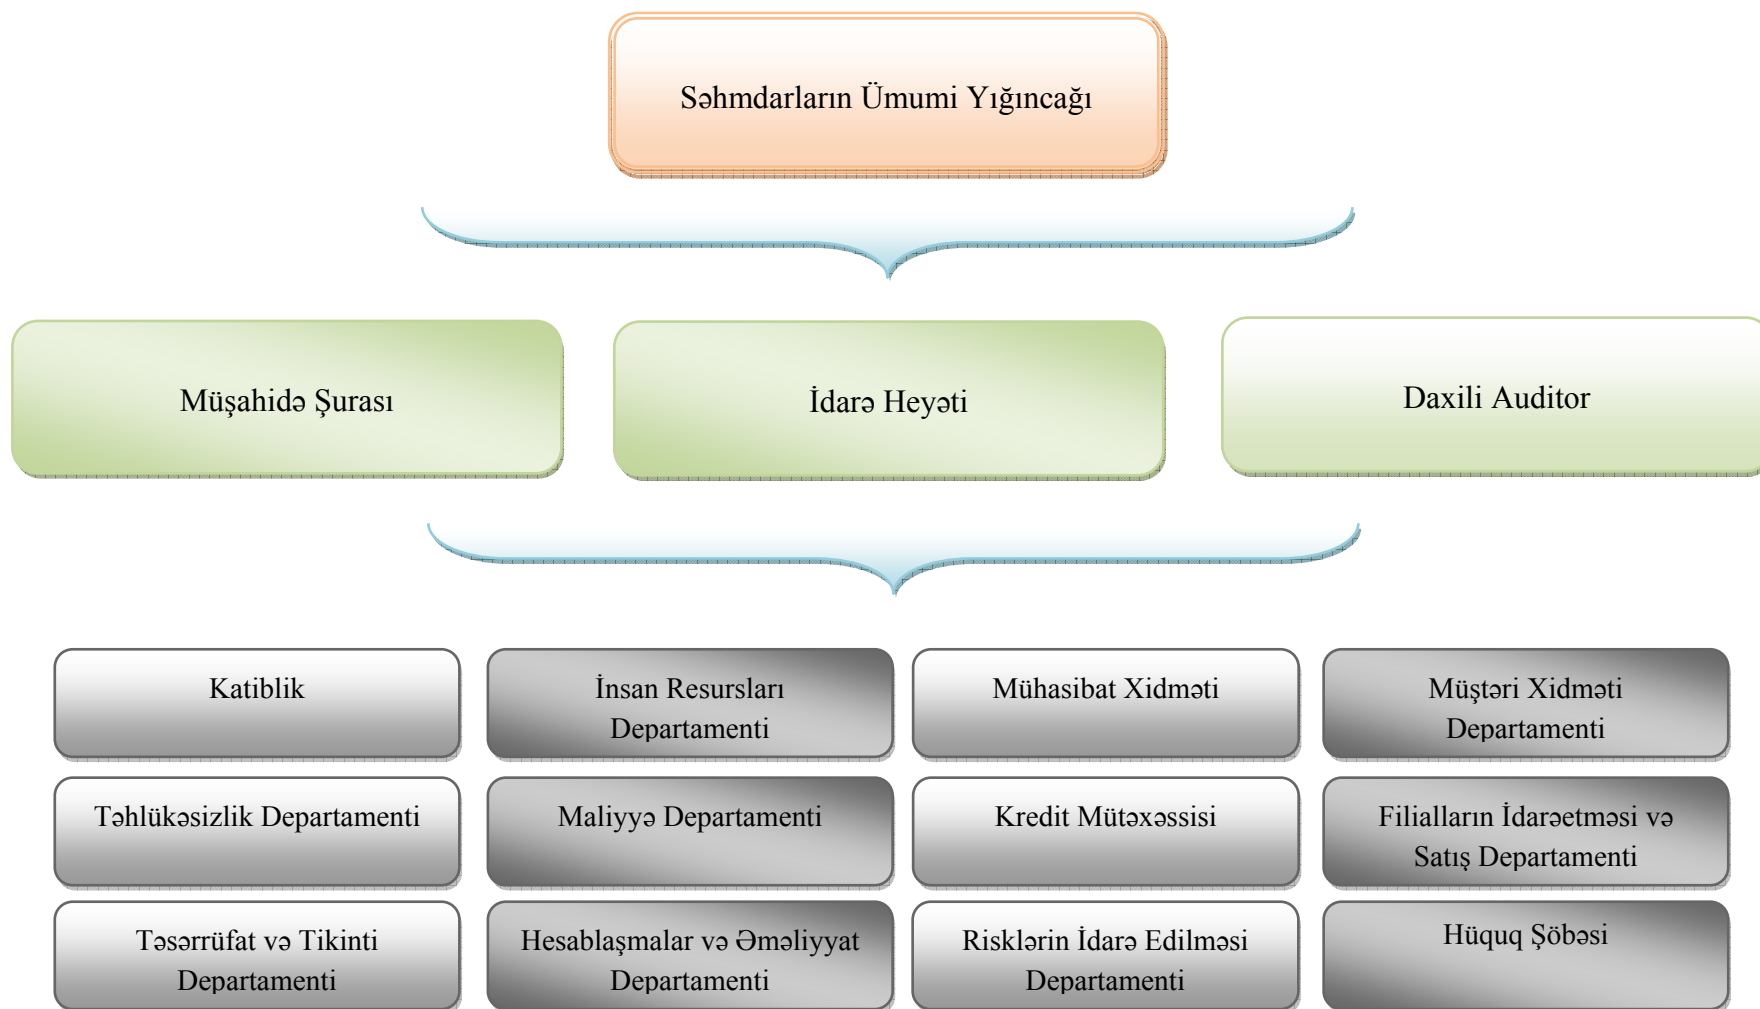 Səhmdarların Ümumi Yığıncağı
Müşahidə Şurası
İdarə Heyəti
Daxili Auditor
Katiblik
İnsan Resursları
Departamenti
Mühasibat Xidməti
Müştəri Xidməti
Departamenti
Təhlükəsizlik Departamenti
Maliyyə Departamenti
Kredit Mütəxəssisi
Filialların İdarəetməsi və
Satış Departamenti
Təsərrüfat və Tikinti
Departamenti
Hesablaşmalar və Əməliyyat
Departamenti
Risklərin İdarə Edilməsi
Departamenti
Hüquq Şöbəsi